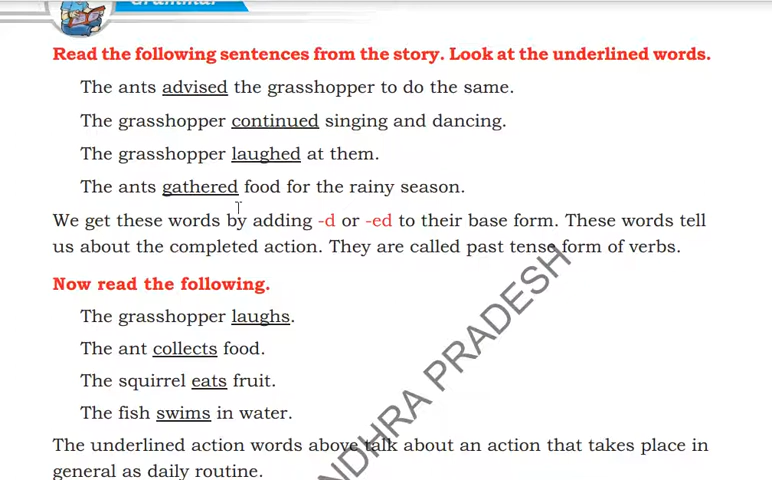 Grammar
Read the following sentences from the story. Look at the underlined words.
The ants advised the grasshopper to do the same.
The grasshopper continued singing and dancing.
The grasshopper laughed at them.
The ants gathered food for the rainy season.
We get these words by adding -d or -ed to their base form. These words tell
us about the completed action. They are called past tense form of verbs.
Now read the following.
The grasshopper laughs.
The ant collects food.
The squirrel eats fruit.
The fish swims in water.
The underlined action words above talk about an action that takes place in
general as daily routine.
NDHRA PRADESH